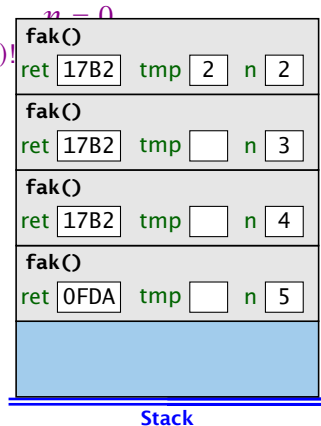 n = 0
)!
fak()
ret 17B2 tmp 2 n 2
fak()
ret 17B2 tmp n 3
fak()
ret 17B2 tmp n 4
fak()
ret 0FDA tmp n 5
Stack